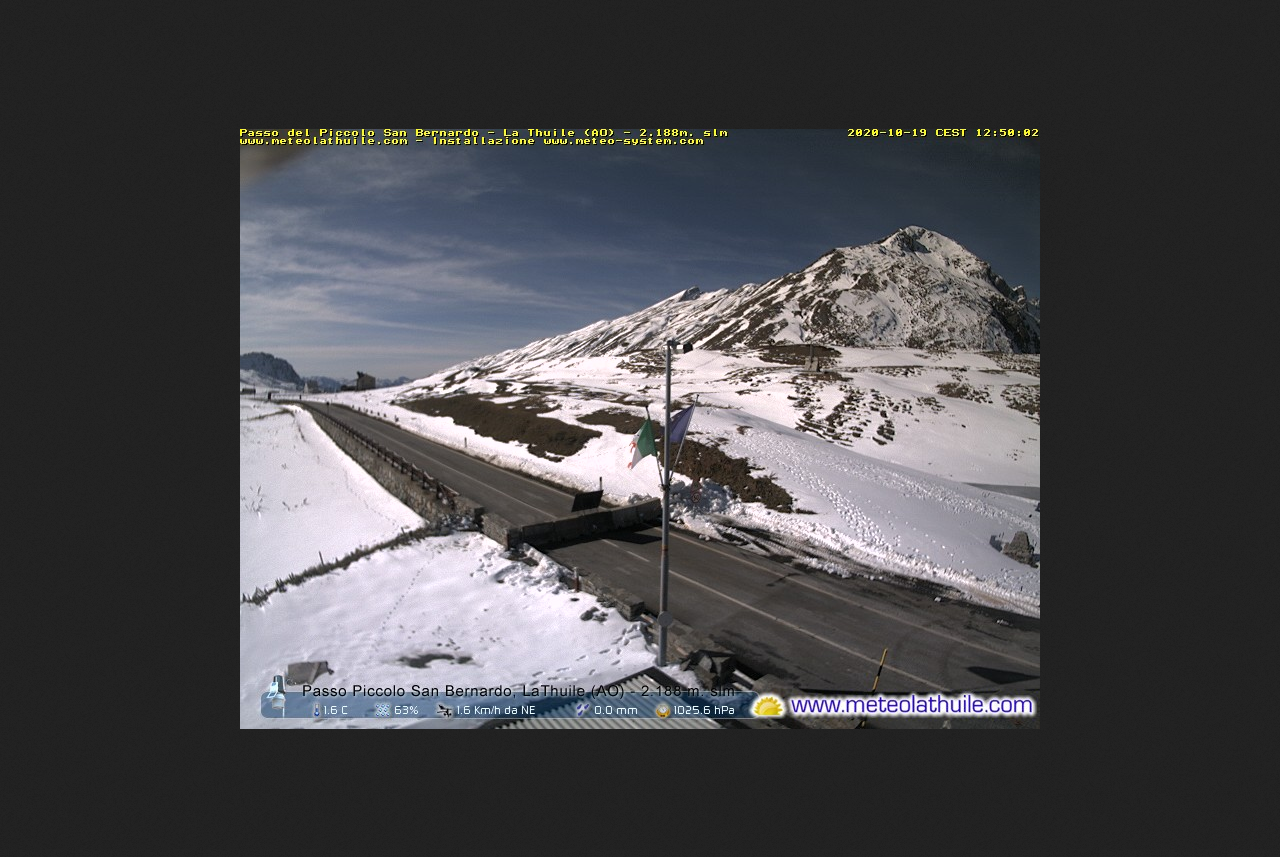 Passo del Piccolo San Bernardo - La Thuile (AO) - 2.188m. slm
2020-10-19 CEST 12:50:02
www.meteolathuile.com - Installazione www.meteo-system.com
Passo Piccolo San Bernardo, LaThuile (AO) - 2.188 m. slm
1.6 C 63% 1,6 Km/h da NE 0.0 mm 1025.6 hPa
www.meteolathuile.com